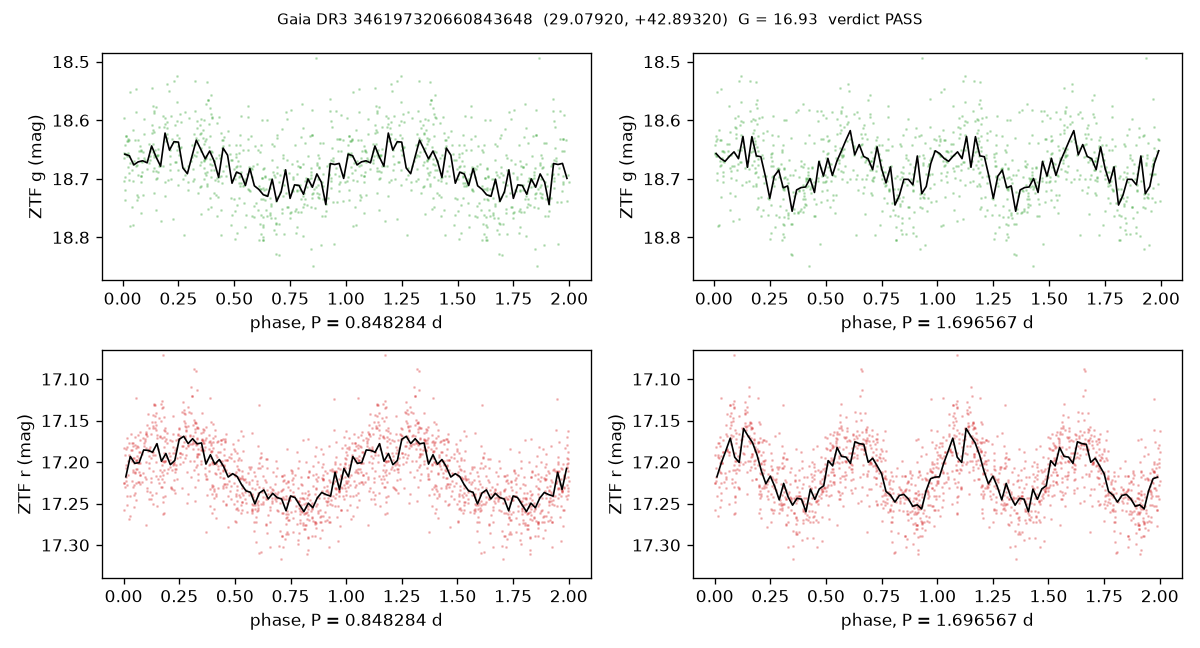 Gaia DR3 346197320660843648 (29.07920, +42.89320) G = 16.93 verdict PASS
ZTF g (mag)
18.5
18.6
18.7
18.8
0.00 0.25 0.50 0.75 1.00 1.25 1.50 1.75 2.00
phase, P = 0.848284 d
ZTF g (mag)
18.5
18.6
18.7
18.8
0.00 0.25 0.50 0.75 1.00 1.25 1.50 1.75 2.00
phase, P = 1.696567 d
ZTF r (mag)
17.10
17.15
17.20
17.25
17.30
0.00 0.25 0.50 0.75 1.00 1.25 1.50 1.75 2.00
phase, P = 0.848284 d
ZTF r (mag)
17.10
17.15
17.20
17.25
17.30
0.00 0.25 0.50 0.75 1.00 1.25 1.50 1.75 2.00
phase, P = 1.696567 d